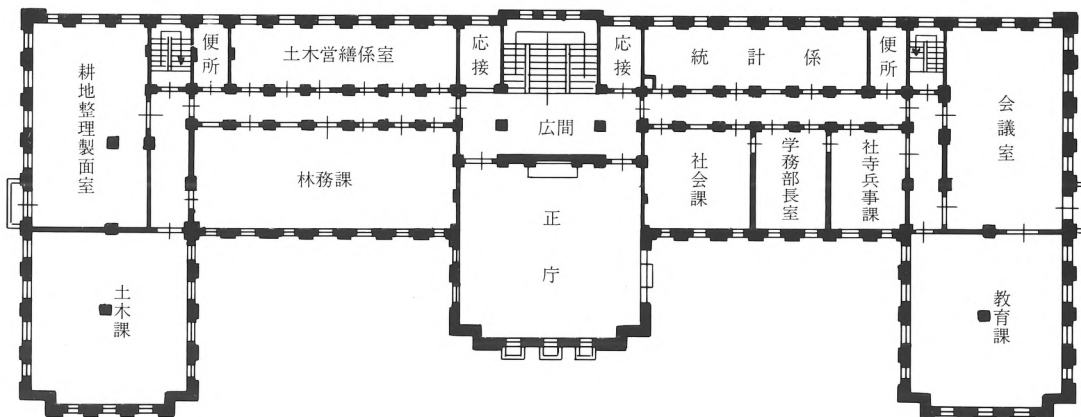 便所
土木営繕係室
応接
応接
統計係
便所
耕地整理製面室
会議室
広間
林務課
社会課
学務部長室
社寺兵事課
正庁
土木課
教育課